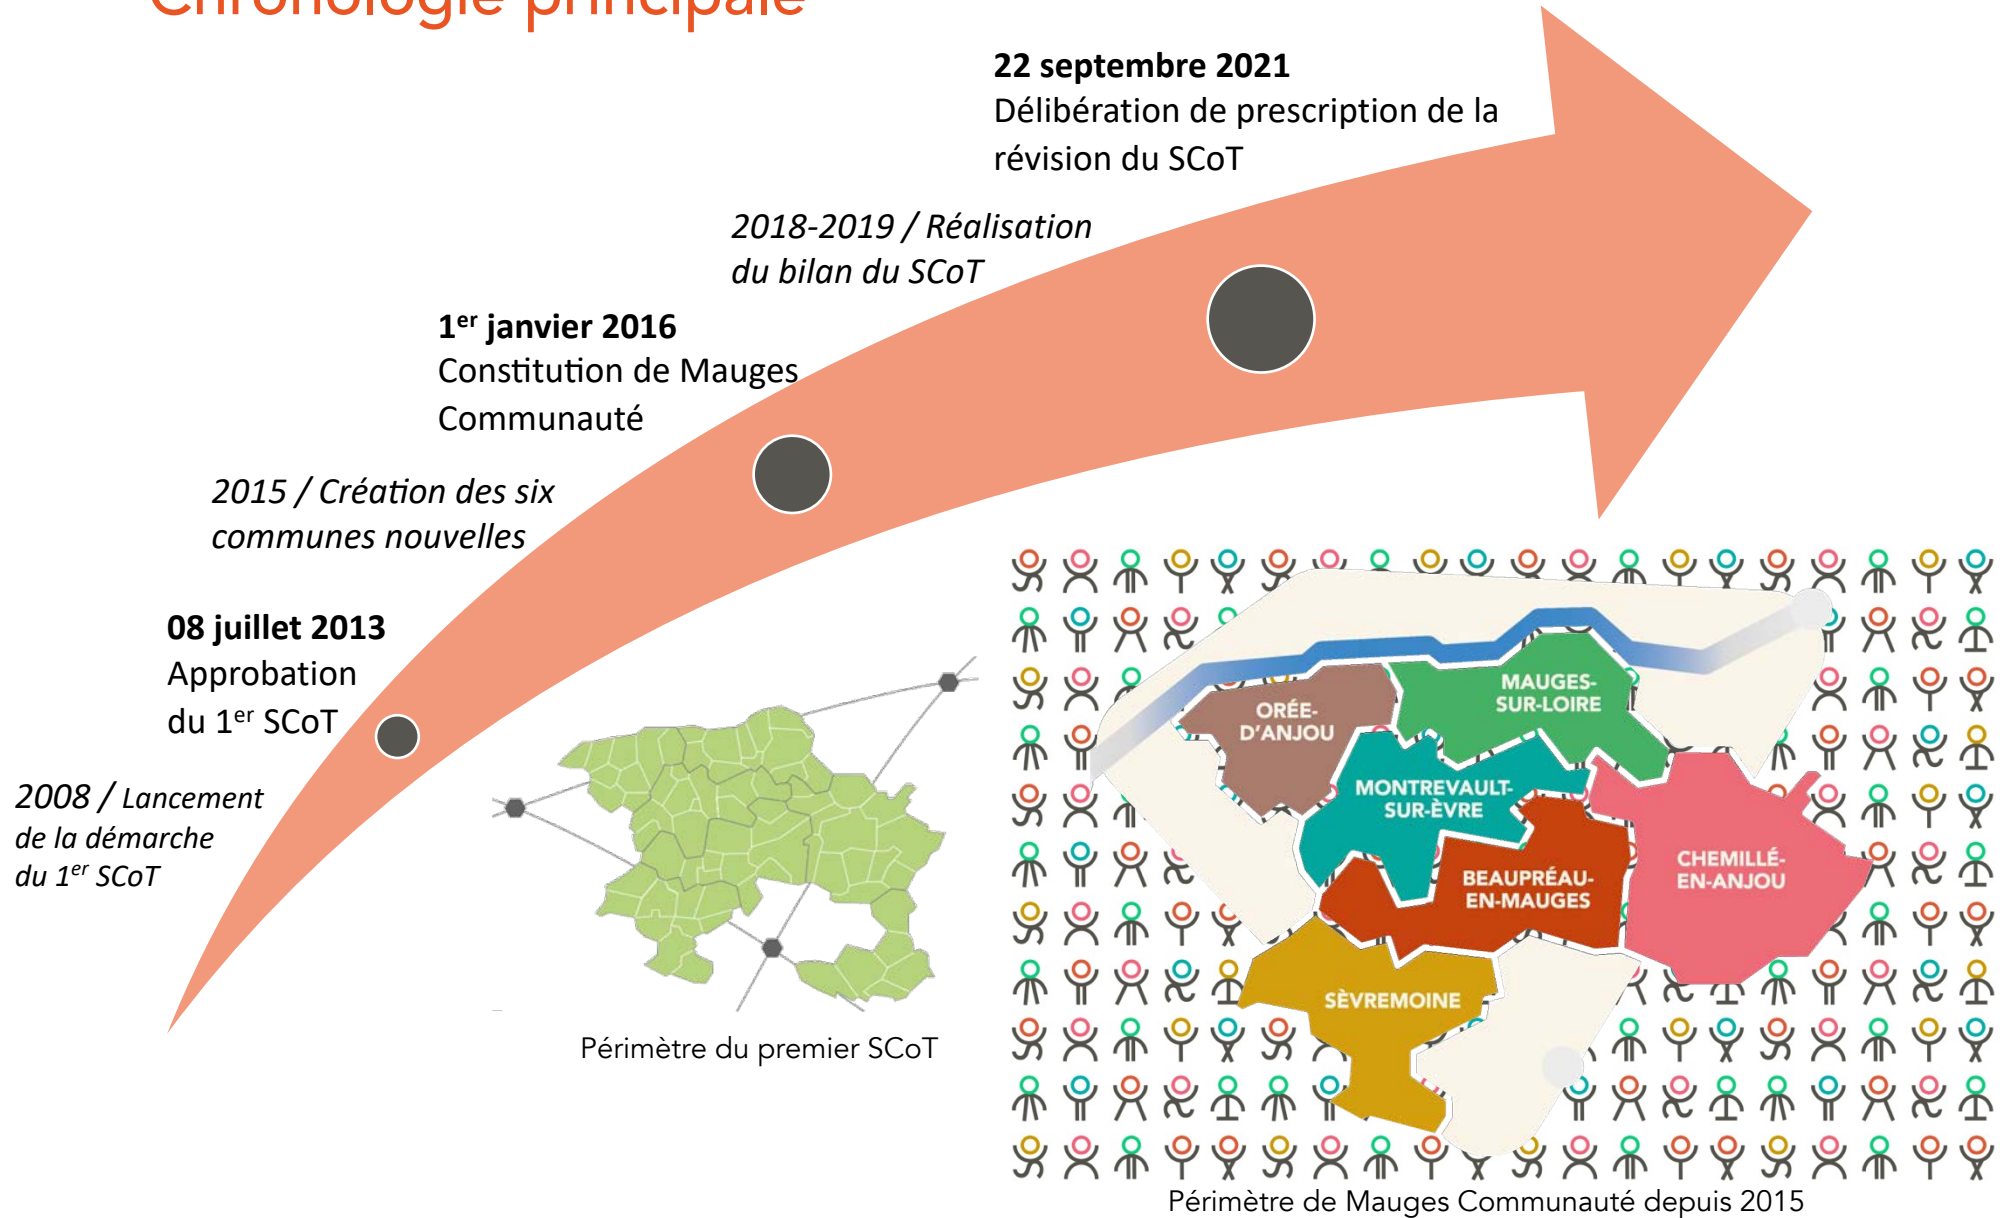 Chronologie principale
22 septembre 2021
Délibération de prescription de la
révision du SCoT
2018-2019 / Réalisation
du bilan du SCoT
1er janvier 2016
Constitution de Mauges
Communauté
2015 / Création des six
communes nouvelles
08 juillet 2013
Approbation
du 1er SCoT
2008 / Lancement
de la démarche
du 1er SCoT
Périmètre du premier SCoT
MAUGES-
SUR-LOIRE
ORÉE-
D'ANJOU
MONTREVAULT-
SUR-ÈVRE
CHEMILLÉ-
EN-ANJOU
BEAUPRÉAU-
EN-MAUGES
SÈVREMOINE
Périmètre de Mauges Communauté depuis 2015